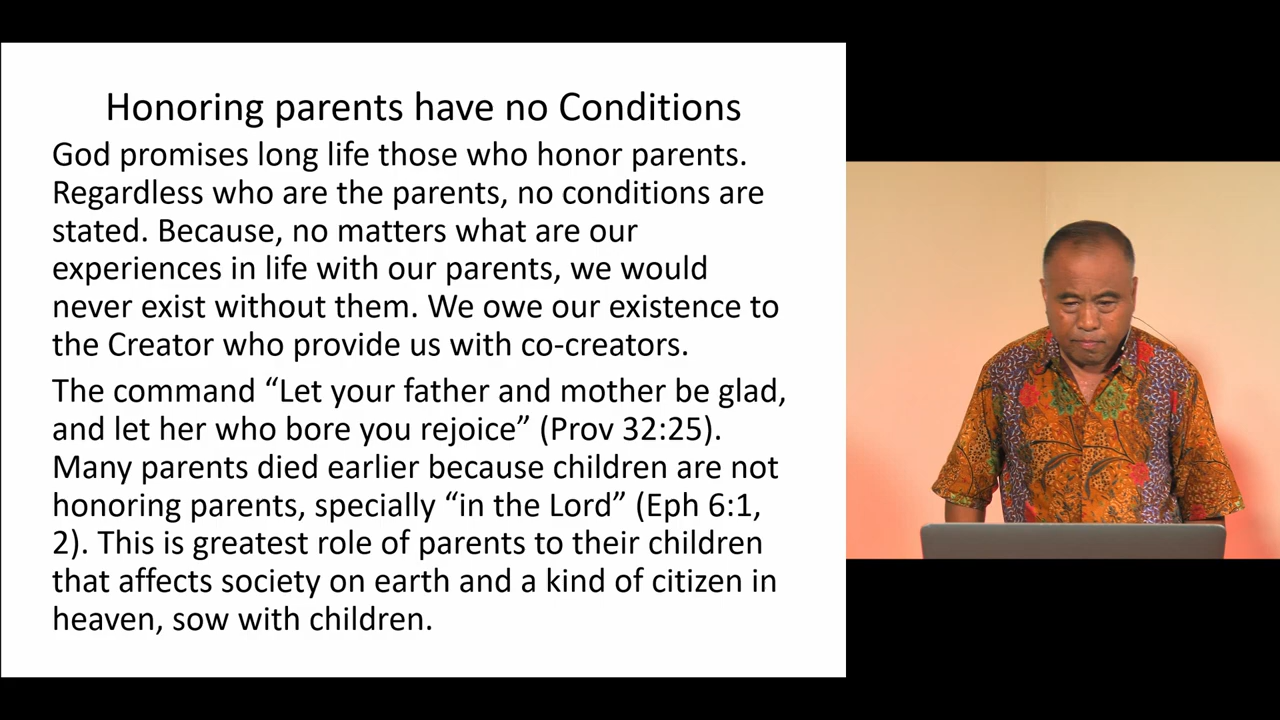 Honoring parents have no Conditions
God promises long life those who honor parents.
Regardless who are the parents, no conditions are
stated. Because, no matters what are our
experiences in life with our parents, we would
never exist without them. We owe our existence to
the Creator who provide us with co-creators.
The command “Let your father and mother be glad,
and let her who bore you rejoice” (Prov 32:25).
Many parents died earlier because children are not
honoring parents, specially “in the Lord” (Eph 6:1,
2). This is greatest role of parents to their children
that affects society on earth and a kind of citizen in
heaven, sow with children.